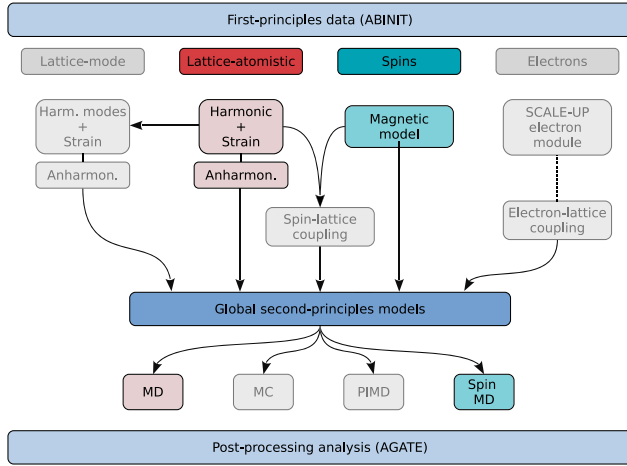 First-principles data (ABINIT)
Lattice-mode
Lattice-atomistic
Spins
Electrons
Harm. modes
+
Strain
Harmonic
+
Strain
Magnetic
model
SCALE-UP
electron
module
Anharmon.
Anharmon.
Spin-lattice
coupling
Electron-lattice
coupling
Global second-principles models
MD
MC
PIMD
Spin
MD
Post-processing analysis (AGATE)